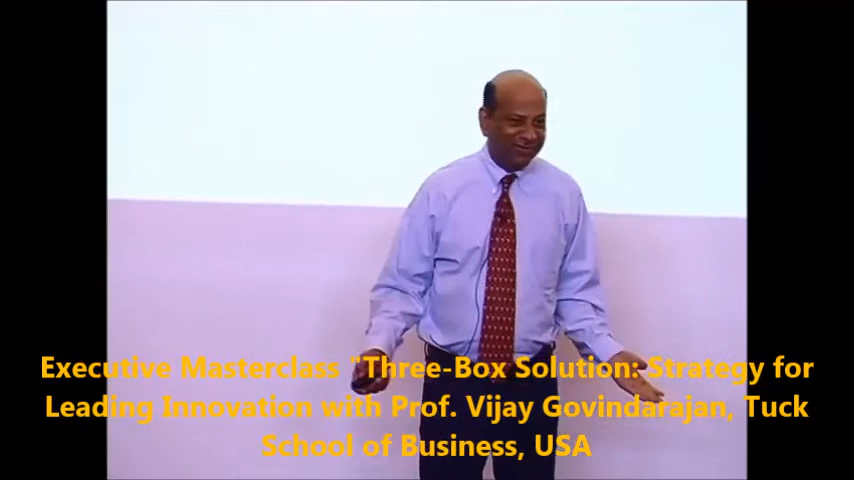 Executive Masterclass "Three-Box Solution: Strategy for
Leading Innovation with Prof. Vijay Govindarajan, Tuck
School of Business, USA